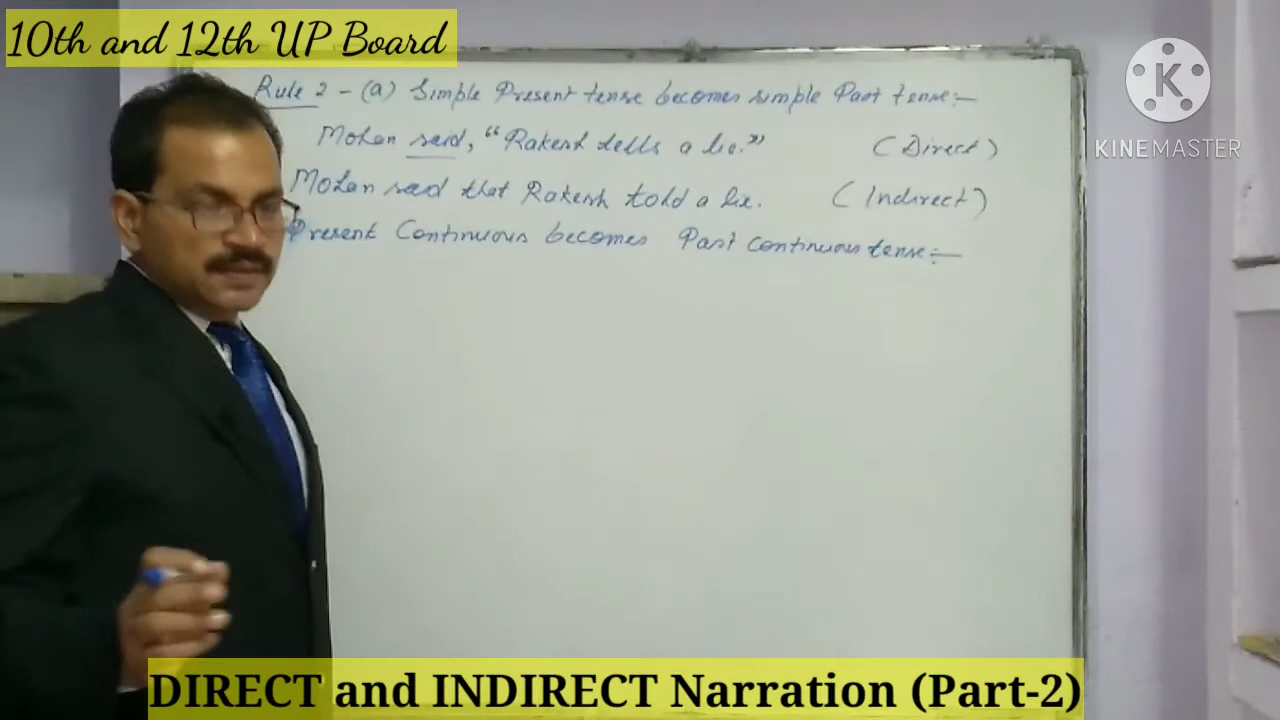 10th and 12th UP Board
K
KINEMASTER
Rule 2 - (a) Simple Present tense becomes simple Past tense:-
Mohan said, "Rakesh tells a lie." (Direct)
Mohan said that Rakesh told a lie. (Indirect)
Present Continuous becomes Past Continuous tense:-
DIRECT and INDIRECT Narration (Part-2)